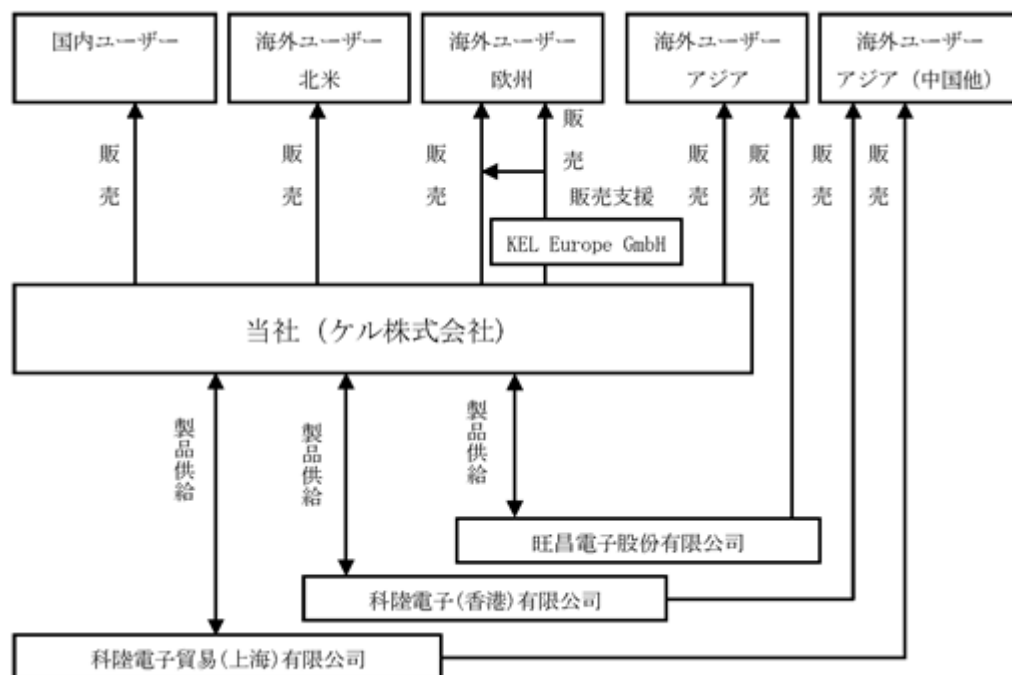 国内ユーザー
海外ユーザー
北米
海外ユーザー
欧州
海外ユーザー
アジア
海外ユーザー
アジア (中国他)
販売
販売
販売
販売
販売
販売
販売
販売
販売支援
KEL Europe GmbH
当社 (ケル株式会社)
製品供給
製品供給
製品供給
旺昌電子股份有限公司
科陸電子(香港)有限公司
科陸電子貿易(上海)有限公司